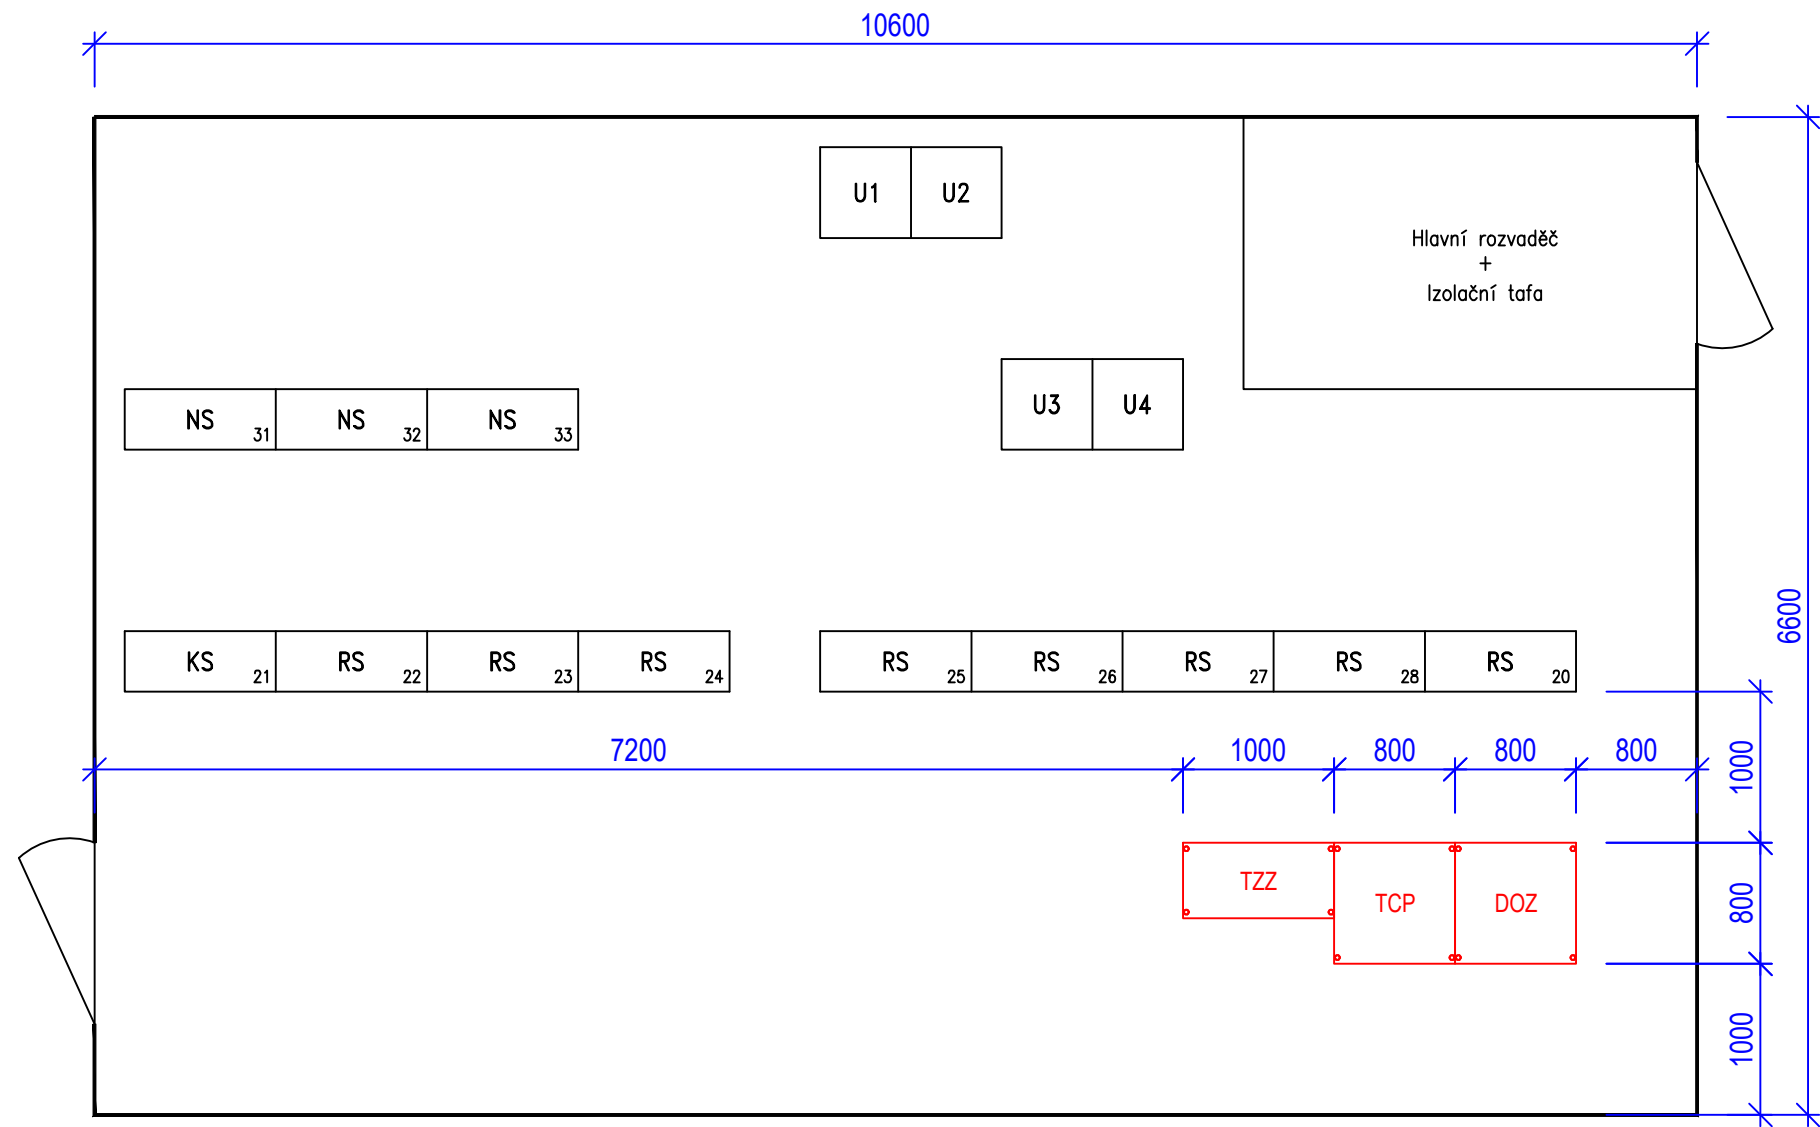 10600
U1 U2
Hlavní rozvaděč
+
Izolační tafa
U3 U4
NS 31 NS 32 NS 33
6600
KS 21 RS 22 RS 23 RS 24 RS 25 RS 26 RS 27 RS 28 RS 20
7200 1000 800 800 800
1000
TZZ TCP DOZ
800
1000